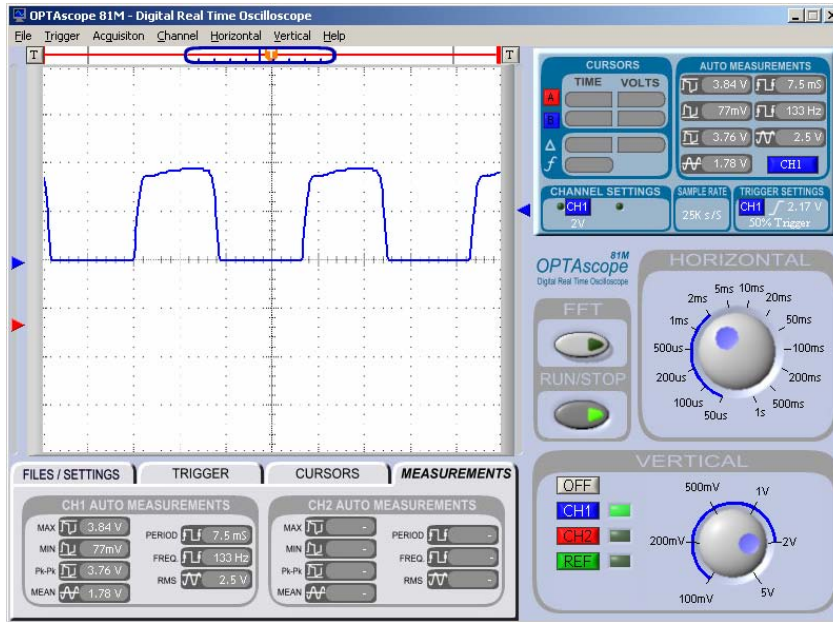 OPTAscope 81M - Digital Real Time Oscilloscope
File Trigger Acquisiton Channel Horizontal Vertical Help
T T T
CURSORS
TIME VOLTS
A
B
Δ
f
AUTO MEASUREMENTS
3.84 V 7.5 mS
77mV 133 Hz
3.76 V 2.5 V
1.78 V CH1
CHANNEL SETTINGS
CH1
2V
SAMPLE RATE
25K s/S
TRIGGER SETTINGS
CH1 2.17 V
50% Trigger
81M
OPTAscope
Digital Real Time Oscilloscope
FFT
RUN/STOP
HORIZONTAL
5ms 10ms
2ms 20ms
1ms 50ms
500us 100ms
200us 200ms
100us 500ms
50us 1s
FILES / SETTINGS TRIGGER CURSORS MEASUREMENTS
CH1 AUTO MEASUREMENTS
MAX 3.84 V
MIN 77mV
Pk-Pk 3.76 V
MEAN 1.78 V
PERIOD 7.5 mS
FREQ. 133 Hz
RMS 2.5 V
CH2 AUTO MEASUREMENTS
MAX -
MIN -
Pk-Pk -
MEAN -
PERIOD -
FREQ. -
RMS -
VERTICAL
OFF
CH1
CH2
REF
500mV 1V
200mV 2V
100mV 5V